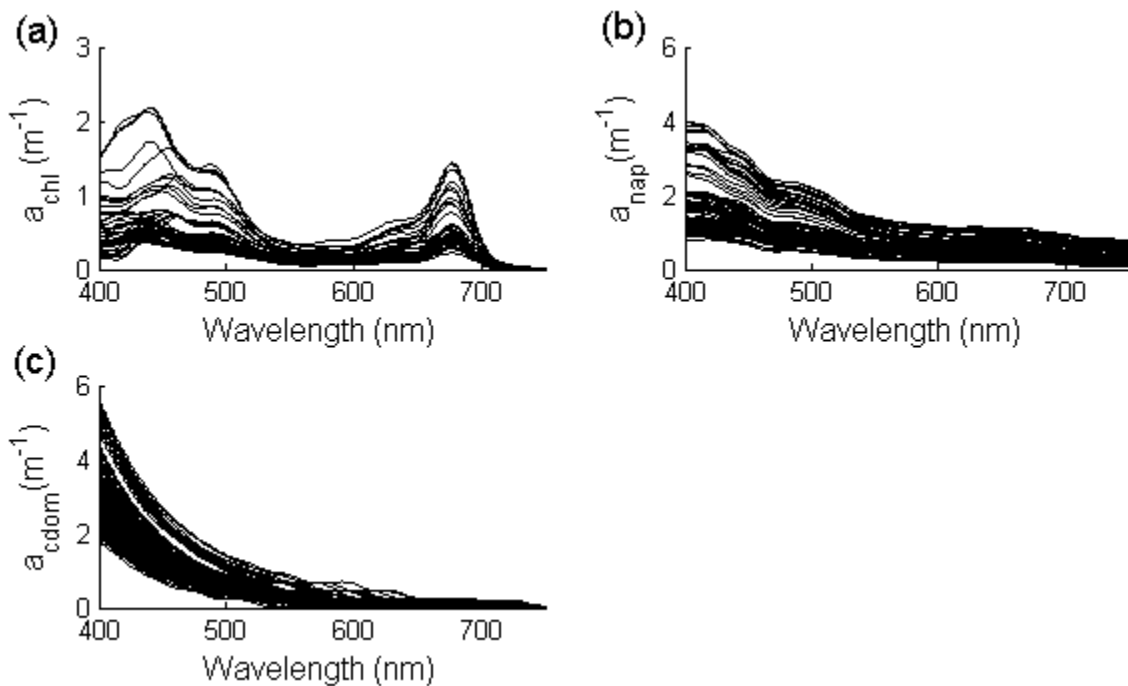 (a)
3
2
1
0
a_chl (m^-1)
400 500 600 700
Wavelength (nm)
(b)
6
4
2
0
a_nap(m^-1)
400 500 600 700
Wavelength (nm)
(c)
6
4
2
0
a_cdom(m^-1)
400 500 600 700
Wavelength (nm)